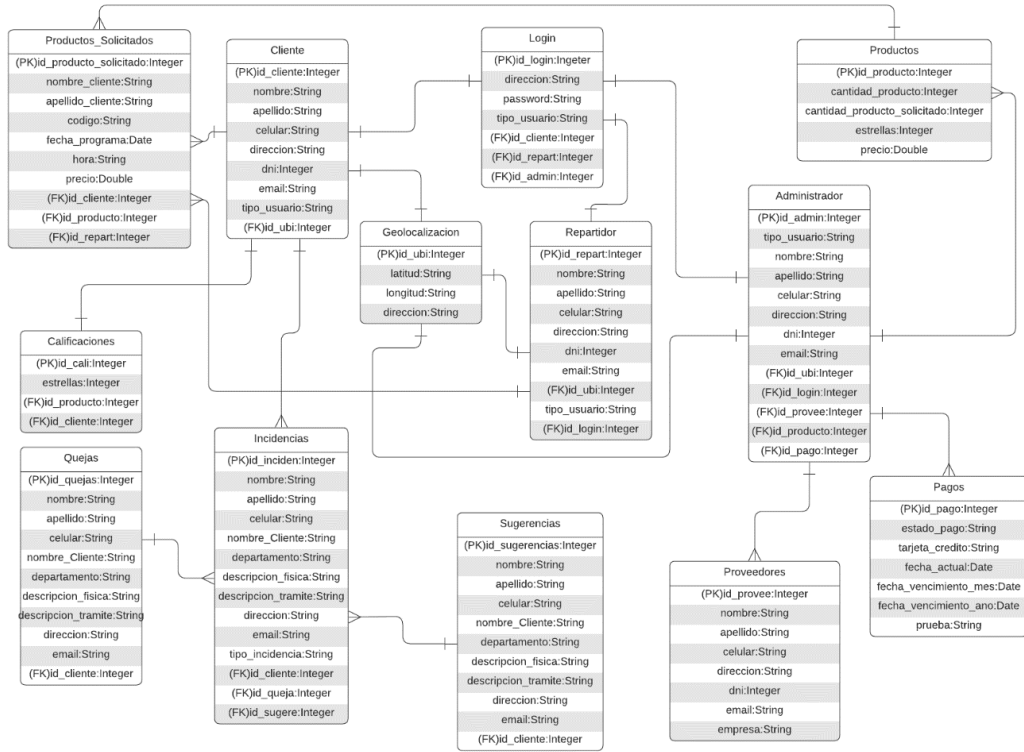 Productos_Solicitados
(PK)id_producto_solicitado:Integer
nombre_cliente:String
apellido_cliente:String
codigo:String
fecha_programa:Date
hora:String
precio:Double
(FK)id_cliente:Integer
(FK)id_producto:Integer
(FK)id_repart:Integer
Cliente
(PK)id_cliente:Integer
nombre:String
apellido:String
celular:String
direccion:String
dni:Integer
email:String
tipo_usuario:String
(FK)id_ubi:Integer
Login
(PK)id_login:Ingeter
direccion:String
password:String
tipo_usuario:String
(FK)id_cliente:Integer
(FK)id_repart:Integer
(FK)id_admin:Integer
Productos
(PK)id_producto:Integer
cantidad_producto:Integer
cantidad_producto_solicitado:Integer
estrellas:Integer
precio:Double
Geolocalizacion
(PK)id_ubi:Integer
latitud:String
longitud:String
direccion:String
Repartidor
(PK)id_repart:Integer
nombre:String
apellido:String
celular:String
direccion:String
dni:Integer
email:String
(FK)id_ubi:Integer
tipo_usuario:String
(FK)id_login:Integer
Administrador
(PK)id_admin:Integer
tipo_usuario:String
nombre:String
apellido:String
celular:String
direccion:String
dni:Integer
email:String
(FK)id_ubi:Integer
(FK)id_login:Integer
(FK)id_provee:Integer
(FK)id_producto:Integer
(FK)id_pago:Integer
Calificaciones
(PK)id_cali:Integer
estrellas:Integer
(FK)id_producto:Integer
(FK)id_cliente:Integer
Quejas
(PK)id_quejas:Integer
nombre:String
apellido:String
celular:String
nombre_Cliente:String
departamento:String
descripcion_fisica:String
descripcion_tramite:String
direccion:String
email:String
(FK)id_cliente:Integer
Incidencias
(PK)id_inciden:Integer
nombre:String
apellido:String
celular:String
nombre_Cliente:String
departamento:String
descripcion_fisica:String
descripcion_tramite:String
direccion:String
email:String
tipo_incidencia:String
(FK)id_cliente:Integer
(FK)id_queja:Integer
(FK)id_sugere:Integer
Sugerencias
(PK)id_sugerencias:Integer
nombre:String
apellido:String
celular:String
nombre_Cliente:String
departamento:String
descripcion_fisica:String
descripcion_tramite:String
direccion:String
email:String
(FK)id_cliente:Integer
Proveedores
(PK)id_provee:Integer
nombre:String
apellido:String
celular:String
direccion:String
dni:Integer
email:String
empresa:String
Pagos
(PK)id_pago:Integer
estado_pago:String
tarjeta_credito:String
fecha_actual:Date
fecha_vencimiento_mes:Date
fecha_vencimiento_ano:Date
prueba:String